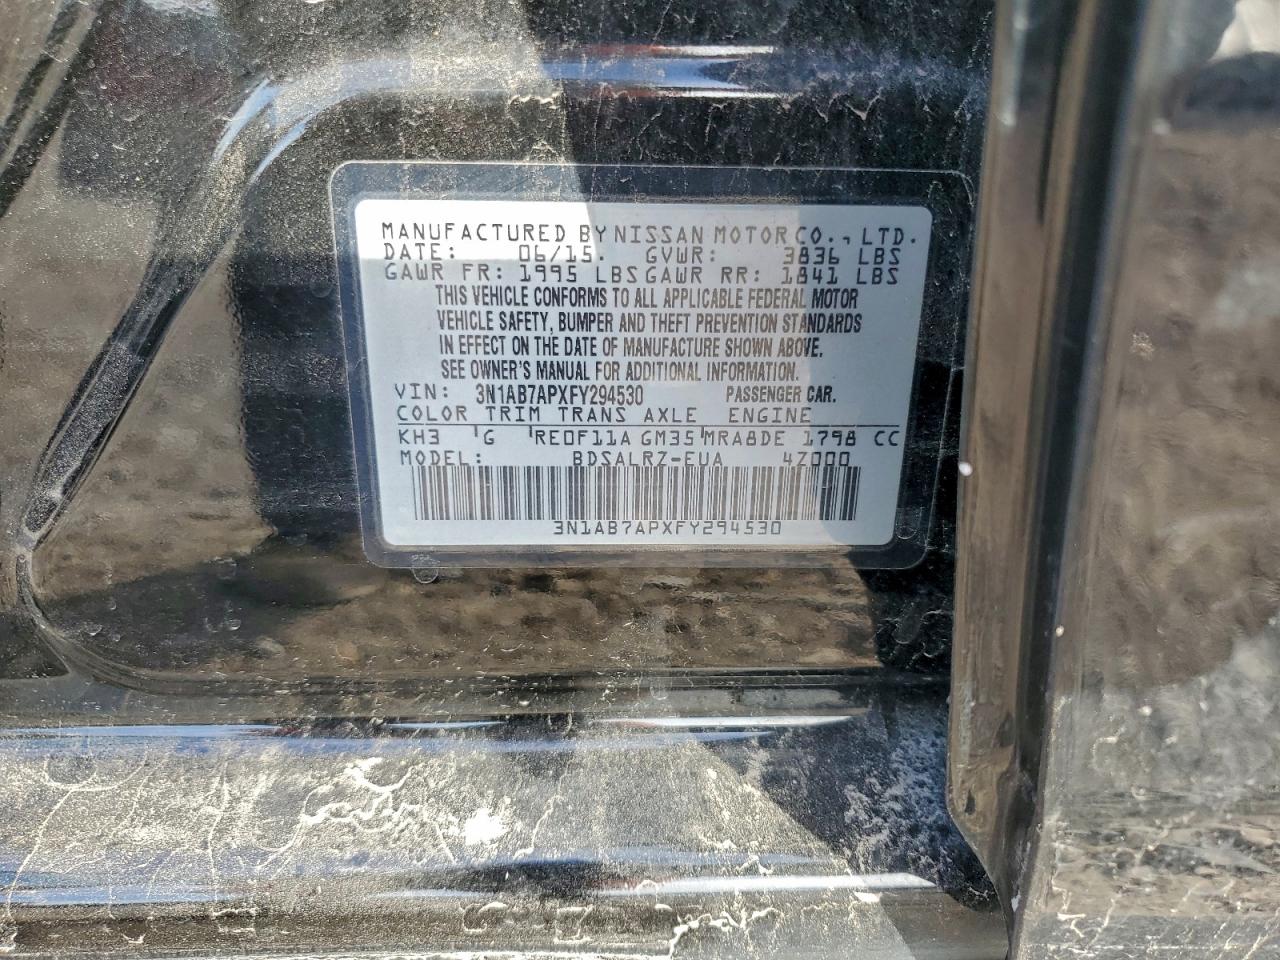 MANUFACTURED BY NISSAN MOTOR CO., LTD.
DATE: 06/15. GVWR: 3836 LBS
GAWR FR: 1995 LBS GAWR RR: 1841 LBS
THIS VEHICLE CONFORMS TO ALL APPLICABLE FEDERAL MOTOR
VEHICLE SAFETY, BUMPER AND THEFT PREVENTION STANDARDS
IN EFFECT ON THE DATE OF MANUFACTURE SHOWN ABOVE.
SEE OWNER'S MANUAL FOR ADDITIONAL INFORMATION.
VIN: 3N1AB7APXFY294530 PASSENGER CAR.
COLOR TRIM TRANS AXLE ENGINE
KH3 G RE0F11A GM35 MRA8DE 1798 CC
MODEL: BDSALRZ-EUA 4Z000
3N1AB7APXFY294530